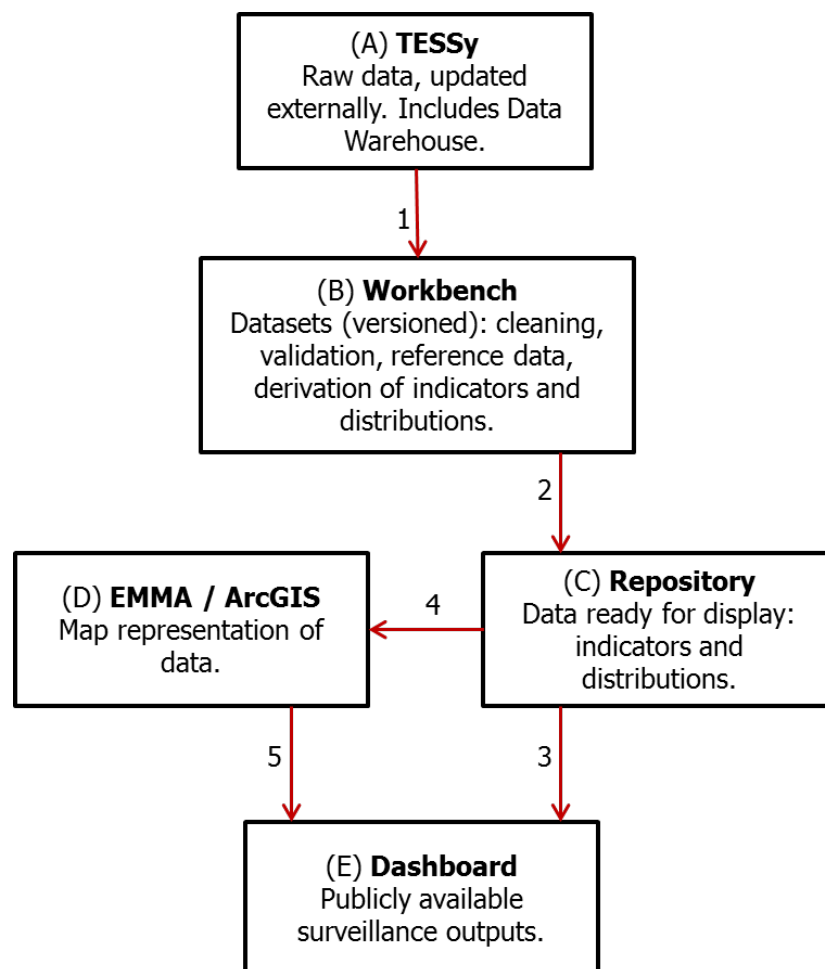 (A) TESSy
Raw data, updated
externally. Includes Data
Warehouse.
1
(B) Workbench
Datasets (versioned): cleaning,
validation, reference data,
derivation of indicators and
distributions.
2
(D) EMMA / ArcGIS
Map representation of
data.
4
(C) Repository
Data ready for display:
indicators and
distributions.
5
3
(E) Dashboard
Publicly available
surveillance outputs.